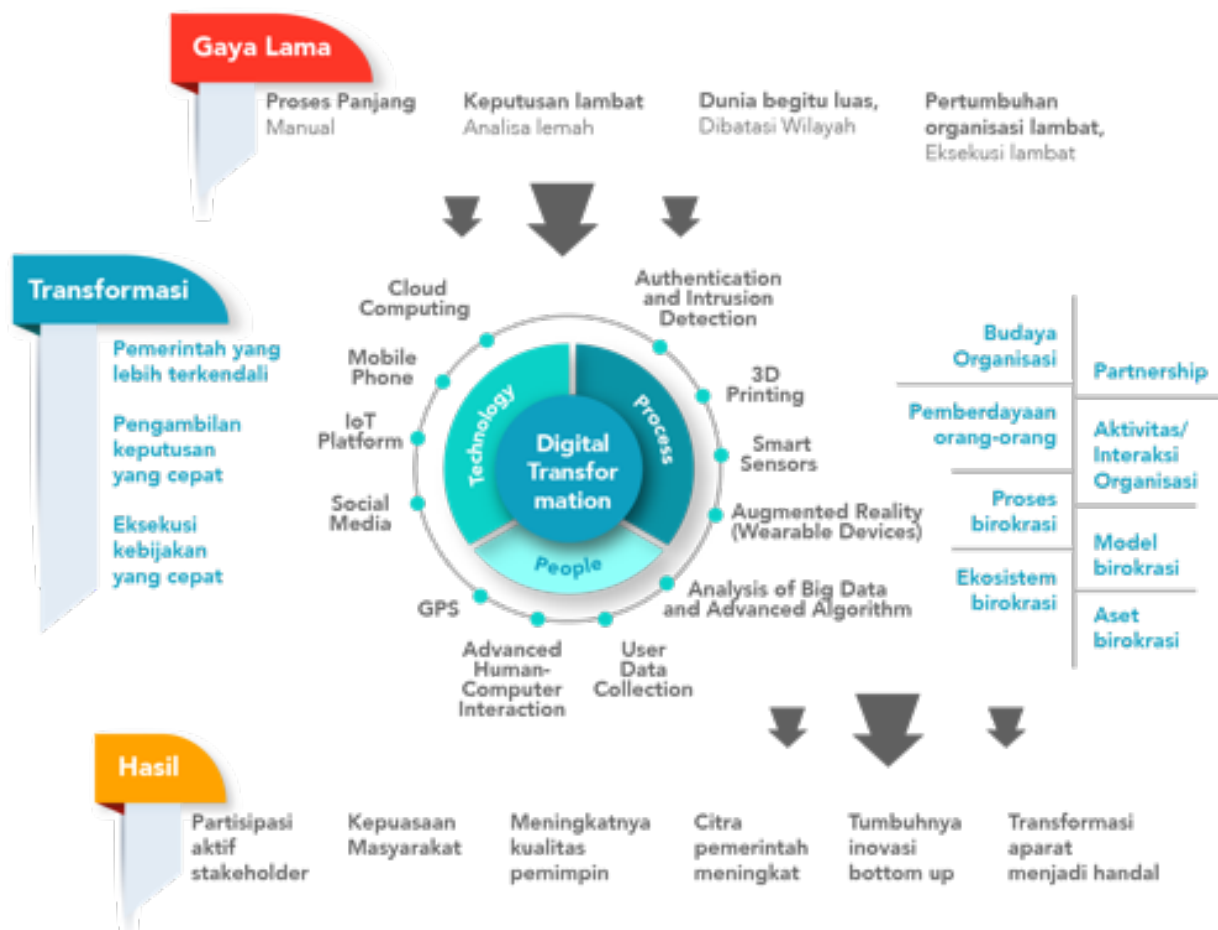 Gaya Lama
Proses Panjang
Manual
Keputusan lambat
Analisa lemah
Dunia begitu luas,
Dibatasi Wilayah
Pertumbuhan
organisasi lambat,
Eksekusi lambat
Transformasi
Pemerintah yang
lebih terkendali
Pengambilan
keputusan
yang cepat
Eksekusi
kebijakan
yang cepat
Cloud
Computing
Mobile
Phone
IoT
Platform
Social
Media
GPS
Advanced
Human-
Computer
Interaction
User
Data
Collection
Analysis of Big Data
and Advanced Algorithm
Augmented Reality
(Wearable Devices)
Smart
Sensors
3D
Printing
Authentication
and Intrusion
Detection
Technology
Process
People
Digital
Transfor
mation
Budaya
Organisasi
Pemberdayaan
orang-orang
Proses
birokrasi
Ekosistem
birokrasi
Partnership
Aktivitas/
Interaksi
Organisasi
Model
birokrasi
Aset
birokrasi
Hasil
Partisipasi
aktif
stakeholder
Kepuasaan
Masyarakat
Meningkatnya
kualitas
pemimpin
Citra
pemerintah
meningkat
Tumbuhnya
inovasi
bottom up
Transformasi
aparat
menjadi handal